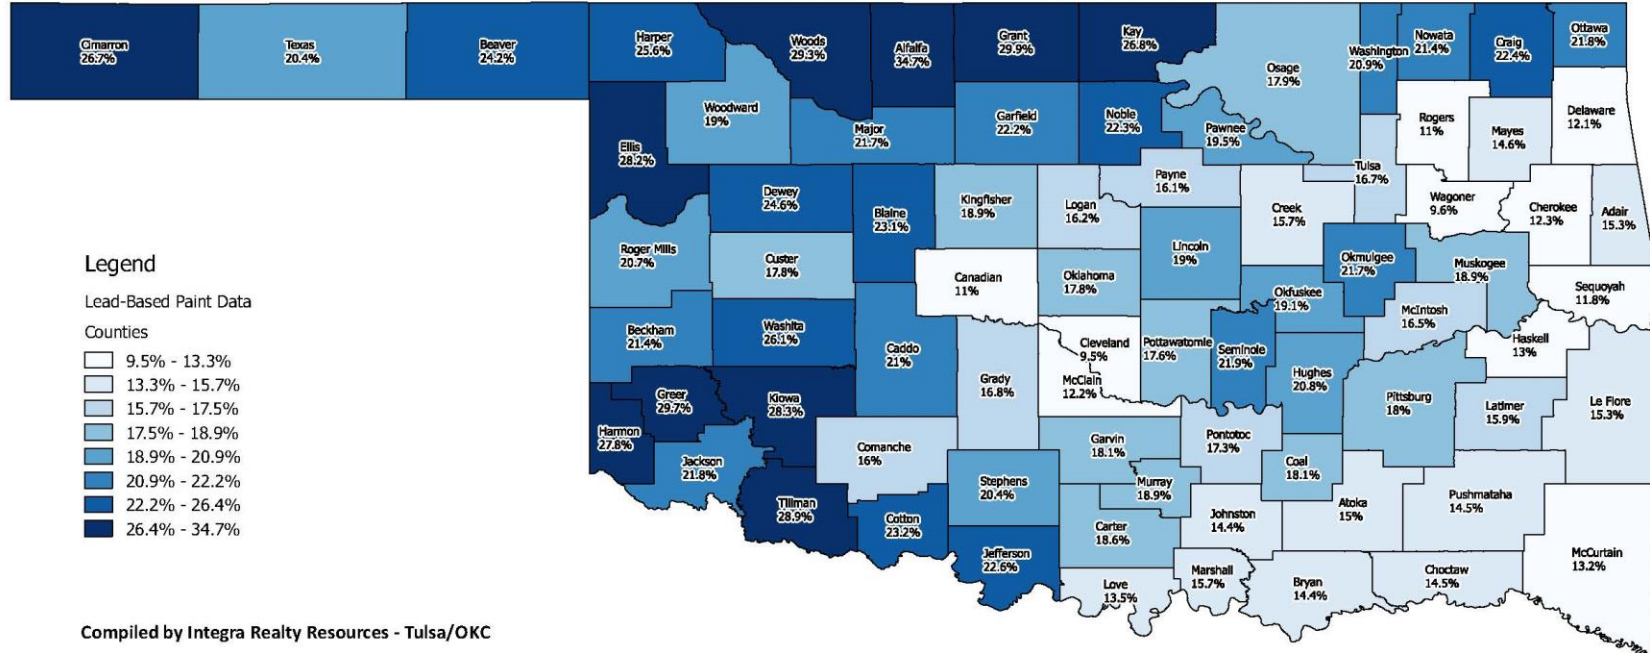 Cimarron
26.7%
Texas
20.4%
Beaver
24.2%
Harper
25.6%
Woods
29.3%
Alfalfa
34.7%
Grant
29.9%
Kay
26.8%
Osage
17.9%
Washington
20.9%
Nowata
21.4%
Craig
22.4%
Ottawa
21.8%
Ellis
28.2%
Woodward
19%
Major
21.7%
Garfield
22.2%
Noble
22.3%
Pawnee
19.5%
Rogers
11%
Mayes
14.6%
Delaware
12.1%
Dewey
24.6%
Blaine
23.1%
Kingfisher
18.9%
Logan
16.2%
Payne
16.1%
Creek
15.7%
Tulsa
16.7%
Wagoner
9.6%
Cherokee
12.3%
Adair
15.3%
Roger Mills
20.7%
Custer
17.8%
Canadian
11%
Oklahoma
17.8%
Lincoln
19%
Okmulgee
21.7%
Muskogee
18.9%
Sequoyah
11.8%
Beckham
21.4%
Washita
26.1%
Caddo
21%
Grady
16.8%
Cleveland
9.5%
McClain
12.2%
Pottawatomie
17.6%
Seminole
21.9%
Okfuskee
19.1%
Hughes
20.8%
McIntosh
16.5%
Haskell
13%
Pittsburg
18%
Latimer
15.9%
Le Flore
15.3%
Harmon
27.8%
Greer
29.7%
Kiowa
28.3%
Jackson
21.8%
Tillman
28.9%
Comanche
16%
Cotton
23.2%
Stephens
20.4%
Jefferson
22.6%
Garvin
18.1%
Murray
18.9%
Carter
18.6%
Love
13.5%
Pontotoc
17.3%
Coal
18.1%
Johnston
14.4%
Marshall
15.7%
Atoka
15%
Bryan
14.4%
Pushmataha
14.5%
Choctaw
14.5%
McCurtain
13.2%
Legend
Lead-Based Paint Data
Counties
9.5% - 13.3%
13.3% - 15.7%
15.7% - 17.5%
17.5% - 18.9%
18.9% - 20.9%
20.9% - 22.2%
22.2% - 26.4%
26.4% - 34.7%
Compiled by Integra Realty Resources - Tulsa/OKC